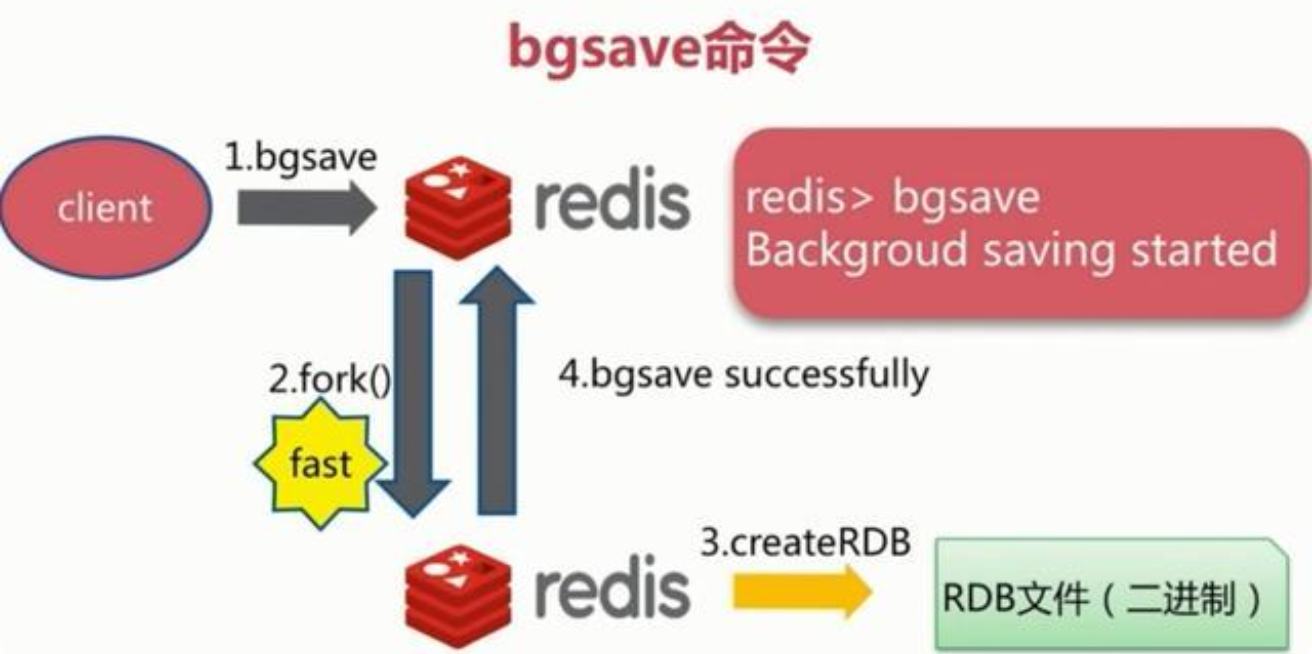 bgsave命令
client
1.bgsave
redis
redis> bgsave
Backgroud saving started
2.fork()
fast
4.bgsave successfully
redis
3.createRDB
RDB文件（二进制）